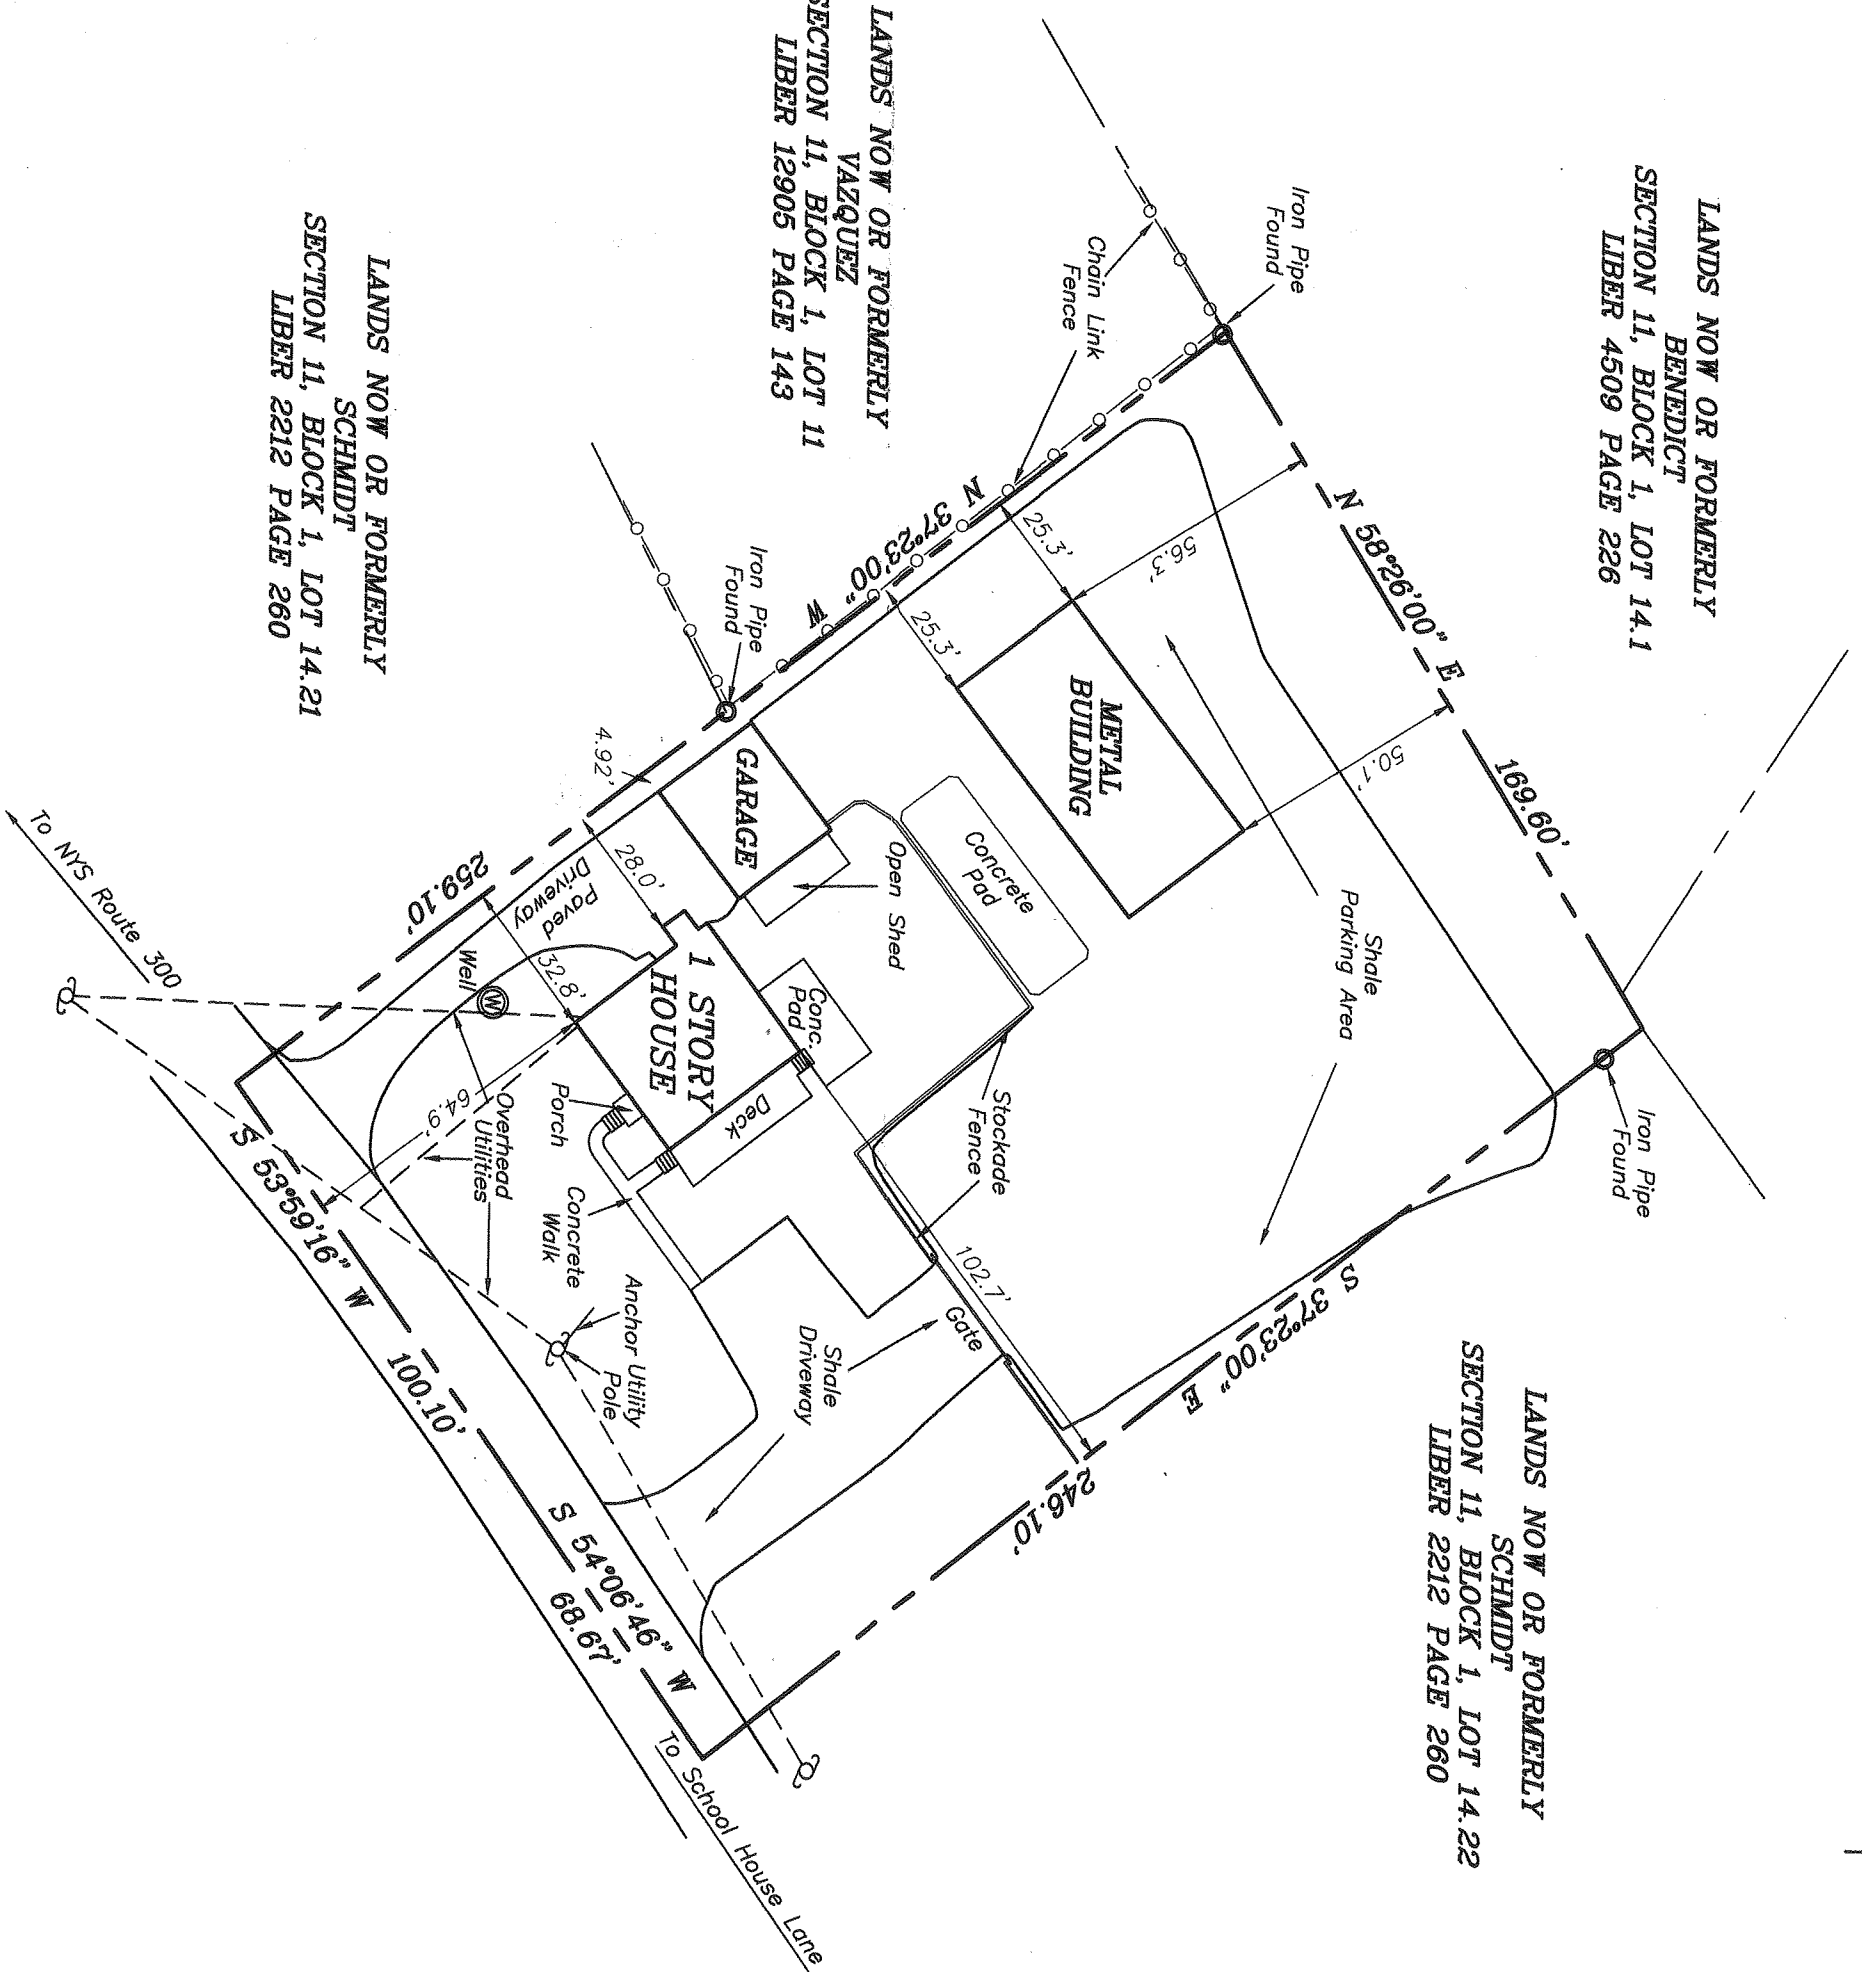 LANDS NOW OR FORMERLY
BENEDICT
SECTION 11, BLOCK 1, LOT 14.1
LIBER 4509 PAGE 226
LANDS NOW OR FORMERLY
VAZQUEZ
SECTION 11, BLOCK 1, LOT 11
LIBER 12905 PAGE 143
LANDS NOW OR FORMERLY
SCHMIDT
SECTION 11, BLOCK 1, LOT 14.21
LIBER 2212 PAGE 260
LANDS NOW OR FORMERLY
SCHMIDT
SECTION 11, BLOCK 1, LOT 14.22
LIBER 2212 PAGE 260
Iron Pipe
Found
Chain Link
Fence
N 58°26'00" E
169.60'
N 37°23'00" W
259.10'
25.3'
56.3'
25.3'
50.1'
METAL
BUILDING
Iron Pipe
Found
Shale
Parking Area
Iron Pipe
Found
4.92'
GARAGE
Open Shed
Concrete
Pad
28.0'
Paved
Driveway
32.8'
Well
W
1 STORY
HOUSE
Conc.
Pad
Deck
Porch
Stockade
Fence
64.9'
Overhead
Utilities
Concrete
Walk
Anchor Utility
Pole
102.7'
Gate
Shale
Driveway
S 37°23'00" E
246.10'
S 53°59'16" W
100.10'
S 54°06'46" W
68.67'
To NYS Route 300
To School House Lane